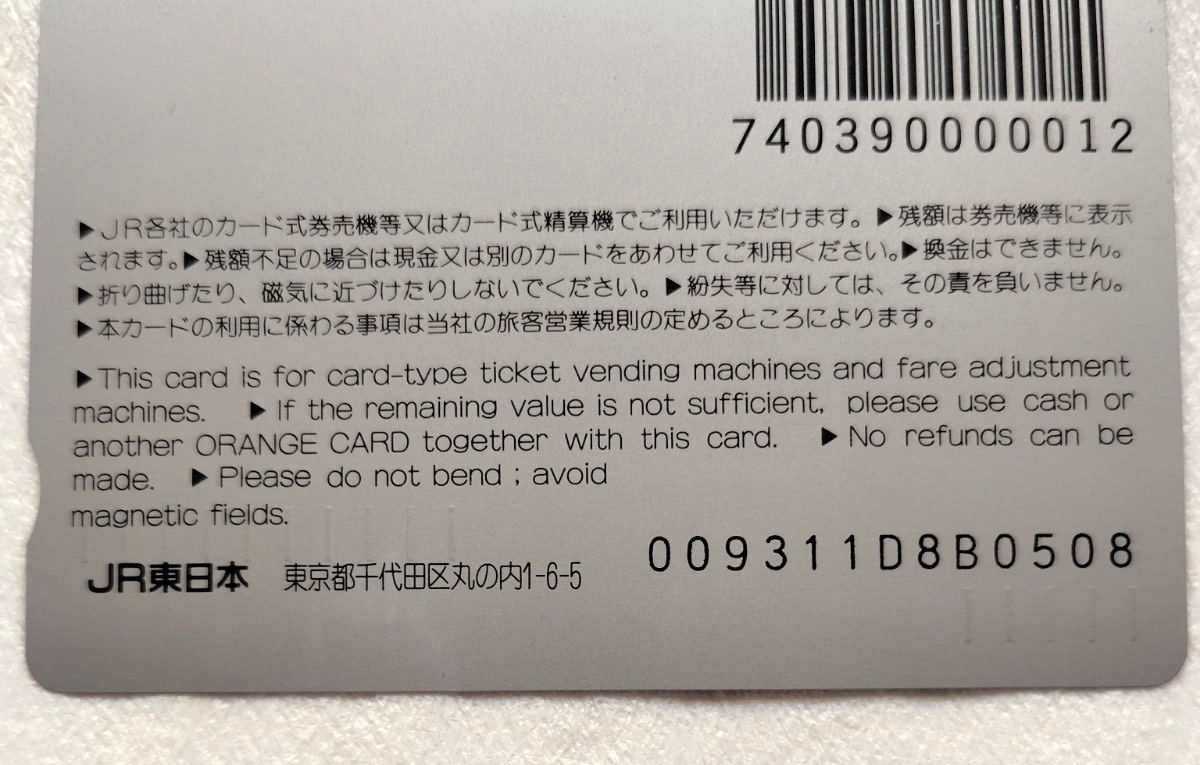 740390000012
▶JR各社のカード式券売機等又はカード式精算機でご利用いただけます。▶残額は券売機等に表示
されます。▶残額不足の場合は現金又は別のカードをあわせてご利用ください。▶換金はできません。
▶折り曲げたり、磁気に近づけたりしないでください。▶紛失等に対しては、その責を負いません。
▶本カードの利用に係わる事項は当社の旅客営業規則の定めるところによります。
▶This card is for card-type ticket vending machines and fare adjustment
machines. ▶If the remaining value is not sufficient, please use cash or
another ORANGE CARD together with this card. ▶No refunds can be
made. ▶Please do not bend ; avoid
magnetic fields.
009311D8B0508
JR東日本 東京都千代田区丸の内1-6-5